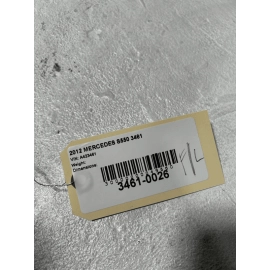 2012 MERCEDES S550 3461
VIN: A423461
Weight:
Dimensions:
3461-0026